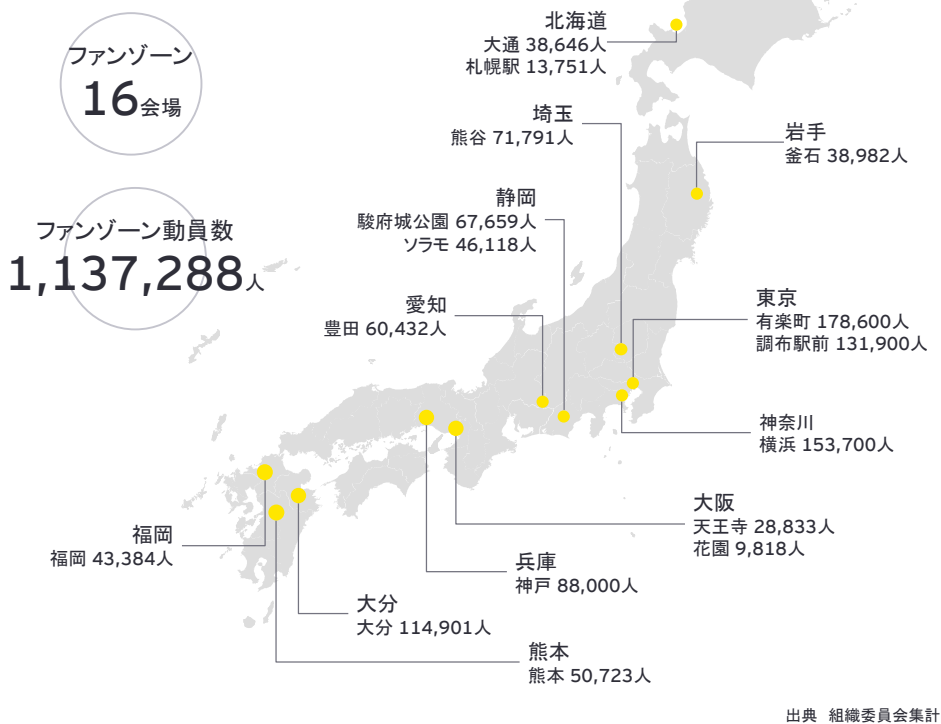 ファンゾーン
16会場
ファンゾーン動員数
1,137,288人
北海道
大通 38,646人
札幌駅 13,751人
埼玉
熊谷 71,791人
岩手
釜石 38,982人
静岡
駿府城公園 67,659人
ソラモ 46,118人
愛知
豊田 60,432人
東京
有楽町 178,600人
調布駅前 131,900人
神奈川
横浜 153,700人
大阪
天王寺 28,833人
花園 9,818人
福岡
福岡 43,384人
兵庫
神戸 88,000人
大分
大分 114,901人
熊本
熊本 50,723人
出典 組織委員会集計